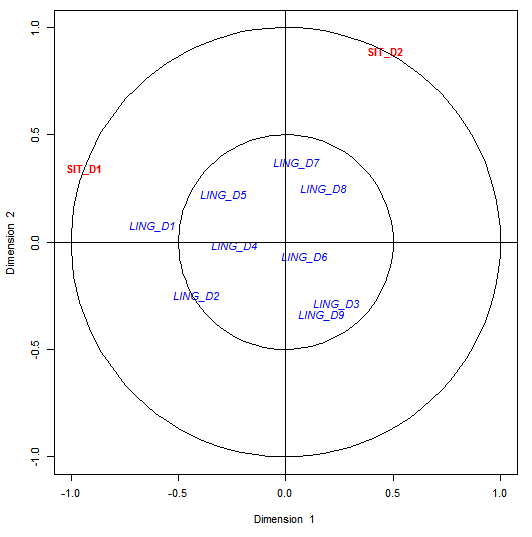 1.0
SIT_D2
0.5
LING_D7
SIT_D1
LING_D5
LING_D8
LING_D1
0.0
LING_D4
LING_D6
LING_D2
LING_D3
LING_D9
-0.5
-1.0
Dimension 2
-1.0 -0.5 0.0 0.5 1.0
Dimension 1